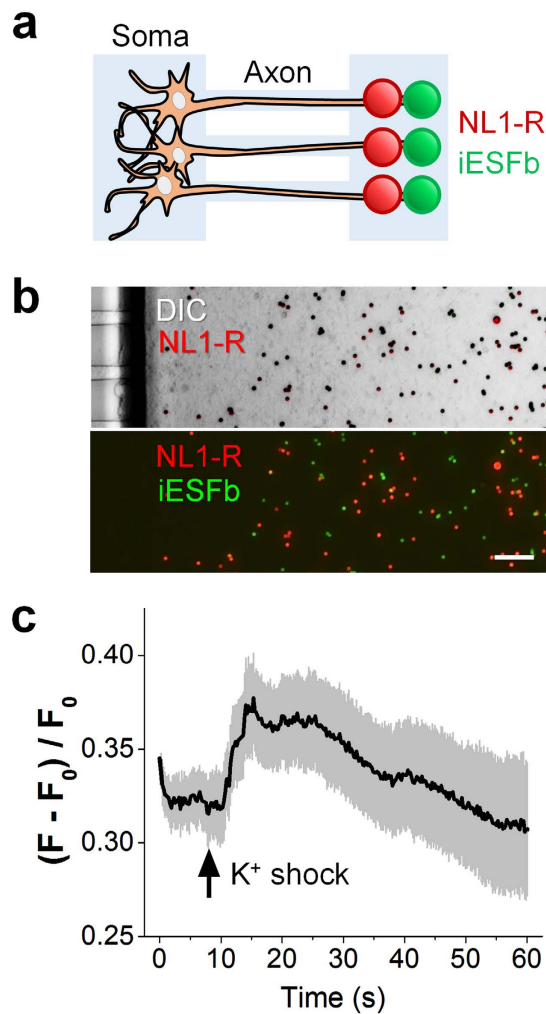 a
Soma
Axon
NL1-R
iESFb
b
DIC
NL1-R
NL1-R
iESFb
c
(F - F₀) / F₀
0.40
0.35
0.30
0.25
K⁺ shock
0 10 20 30 40 50 60
Time (s)